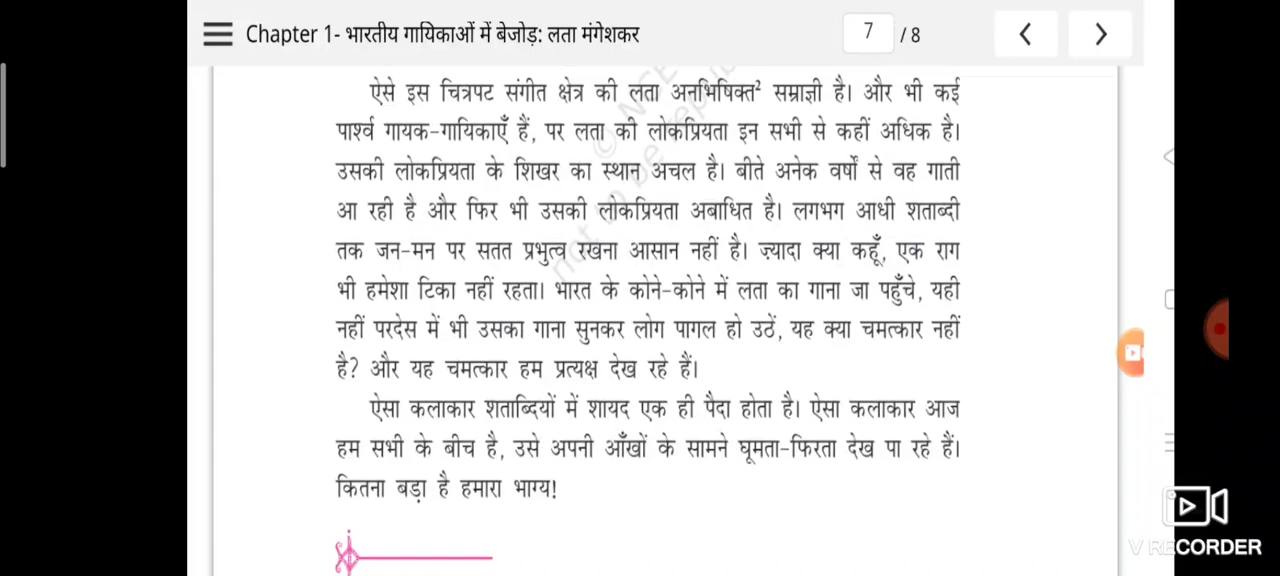 Chapter 1- भारतीय गायिकाओं में बेजोड़: लता मंगेशकर
7 / 8
ऐसे इस चित्रपट संगीत क्षेत्र की लता अनभिषिक्त² सम्राज्ञी है। और भी कई
पार्श्व गायक-गायिकाएँ हैं, पर लता की लोकप्रियता इन सभी से कहीं अधिक है।
उसकी लोकप्रियता के शिखर का स्थान अचल है। बीते अनेक वर्षों से वह गाती
आ रही है और फिर भी उसकी लोकप्रियता अबाधित है। लगभग आधी शताब्दी
तक जन-मन पर सतत प्रभुत्व रखना आसान नहीं है। ज़्यादा क्या कहूँ, एक राग
भी हमेशा टिका नहीं रहता। भारत के कोने-कोने में लता का गाना जा पहुँचे, यही
नहीं परदेस में भी उसका गाना सुनकर लोग पागल हो उठें, यह क्या चमत्कार नहीं
है? और यह चमत्कार हम प्रत्यक्ष देख रहे हैं।
ऐसा कलाकार शताब्दियों में शायद एक ही पैदा होता है। ऐसा कलाकार आज
हम सभी के बीच है, उसे अपनी आँखों के सामने घूमता-फिरता देख पा रहे हैं।
कितना बड़ा है हमारा भाग्य!
V RECORDER